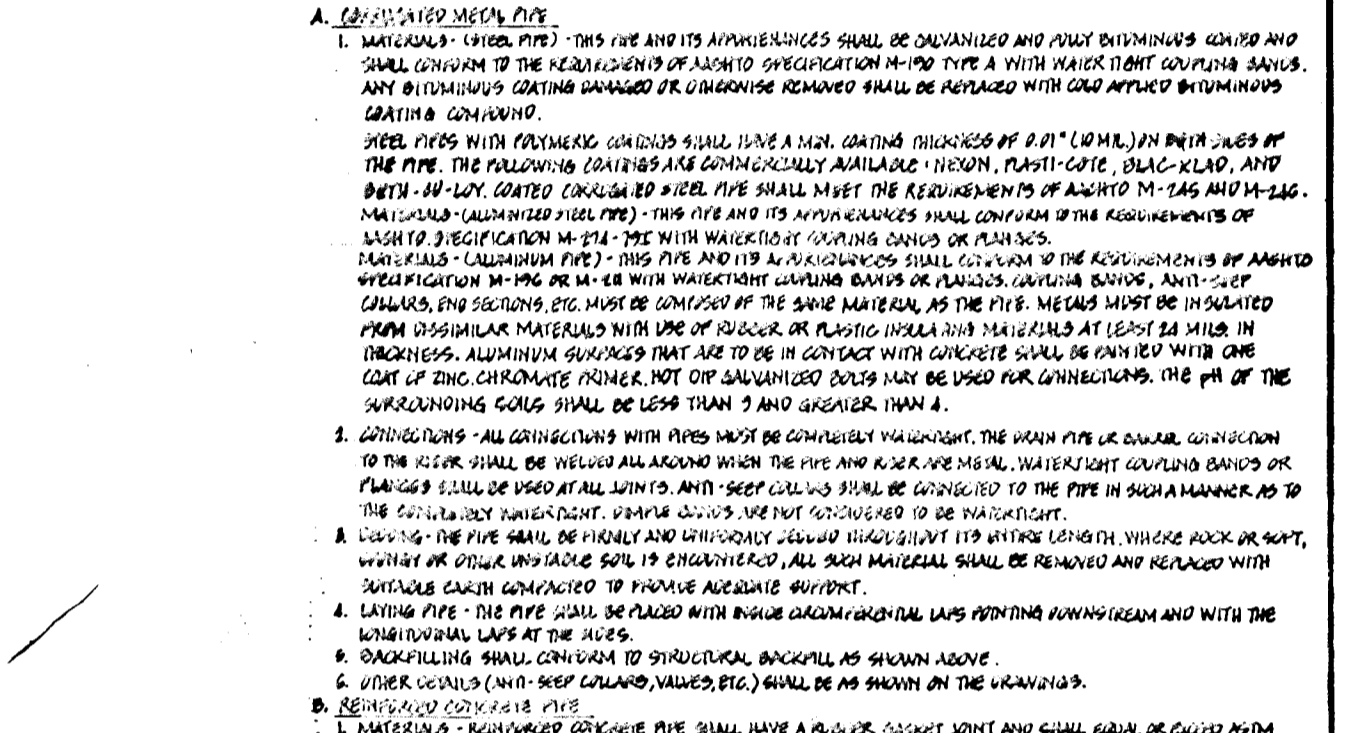 A. CORRUGATED METAL PIPE
1. MATERIALS - (STEEL PIPE) - THIS PIPE AND ITS APPURTENANCES SHALL BE GALVANIZED AND FULLY BITUMINOUS COATED AND
SHALL CONFORM TO THE REQUIREMENTS OF AASHTO SPECIFICATION M-190 TYPE A WITH WATER TIGHT COUPLING BANDS.
ANY BITUMINOUS COATING DAMAGED OR OTHERWISE REMOVED SHALL BE REPLACED WITH COLD APPLIED BITUMINOUS
COATING COMPOUND.
STEEL PIPES WITH POLYMERIC COATINGS SHALL HAVE A MIN. COATING THICKNESS OF 0.01" (10 MIL) ON BOTH SIDES OF
THE PIPE. THE FOLLOWING COATINGS ARE COMMERCIALLY AVAILABLE: NEXON, PLASTI-COTE, BLAC-KLAD, AND
BETH-CU-LOY. COATED CORRUGATED STEEL PIPE SHALL MEET THE REQUIREMENTS OF AASHTO M-245 AND M-246.
MATERIALS - (ALUMINIZED STEEL PIPE) - THIS PIPE AND ITS APPURTENANCES SHALL CONFORM TO THE REQUIREMENTS OF
AASHTO SPECIFICATION M-274-79I WITH WATERTIGHT COUPLING BANDS OR FLANGES.
MATERIALS - (ALUMINUM PIPE) - THIS PIPE AND ITS APPURTENANCES SHALL CONFORM TO THE REQUIREMENTS OF AASHTO
SPECIFICATION M-196 OR M-211 WITH WATERTIGHT COUPLING BANDS OR FLANGES. COUPLING BANDS, ANTI-SEEP
COLLARS, END SECTIONS, ETC. MUST BE COMPOSED OF THE SAME MATERIAL AS THE PIPE. METALS MUST BE INSULATED
FROM DISSIMILAR MATERIALS WITH USE OF RUBBER OR PLASTIC INSULATING MATERIALS AT LEAST 24 MILS. IN
THICKNESS. ALUMINUM SURFACES THAT ARE TO BE IN CONTACT WITH CONCRETE SHALL BE PAINTED WITH ONE
COAT OF ZINC CHROMATE PRIMER. HOT DIP GALVANIZED BOLTS MAY BE USED FOR CONNECTIONS. THE pH OF THE
SURROUNDING SOILS SHALL BE LESS THAN 9 AND GREATER THAN 4.
2. CONNECTIONS - ALL CONNECTIONS WITH PIPES MUST BE COMPLETELY WATERTIGHT. THE DRAIN PIPE OR BARREL CONNECTION
TO THE RISER SHALL BE WELDED ALL AROUND WHEN THE PIPE AND RISER ARE METAL. WATERTIGHT COUPLING BANDS OR
FLANGES SHALL BE USED AT ALL JOINTS. ANTI-SEEP COLLARS SHALL BE CONNECTED TO THE PIPE IN SUCH A MANNER AS TO
THE COMPLETELY WATERTIGHT. DIMPLE BANDS ARE NOT CONSIDERED TO BE WATERTIGHT.
3. BEDDING - THE PIPE SHALL BE FIRMLY AND UNIFORMLY BEDDED THROUGHOUT ITS ENTIRE LENGTH. WHERE ROCK OR SOFT,
SPONGY OR OTHER UNSTABLE SOIL IS ENCOUNTERED, ALL SUCH MATERIAL SHALL BE REMOVED AND REPLACED WITH
SUITABLE EARTH COMPACTED TO PROVIDE ADEQUATE SUPPORT.
4. LAYING PIPE - THE PIPE SHALL BE PLACED WITH INSIDE CIRCUMFERENTIAL LAPS POINTING DOWNSTREAM AND WITH THE
LONGITUDINAL LAPS AT THE SIDES.
5. BACKFILLING SHALL CONFORM TO STRUCTURAL BACKFILL AS SHOWN ABOVE.
6. OTHER DETAILS (ANTI-SEEP COLLARS, VALVES, ETC.) SHALL BE AS SHOWN ON THE DRAWINGS.
B. REINFORCED CONCRETE PIPE
1. MATERIALS - REINFORCED CONCRETE PIPE SHALL HAVE A RUBBER GASKET JOINT AND SHALL EQUAL OR EXCEED ASTM